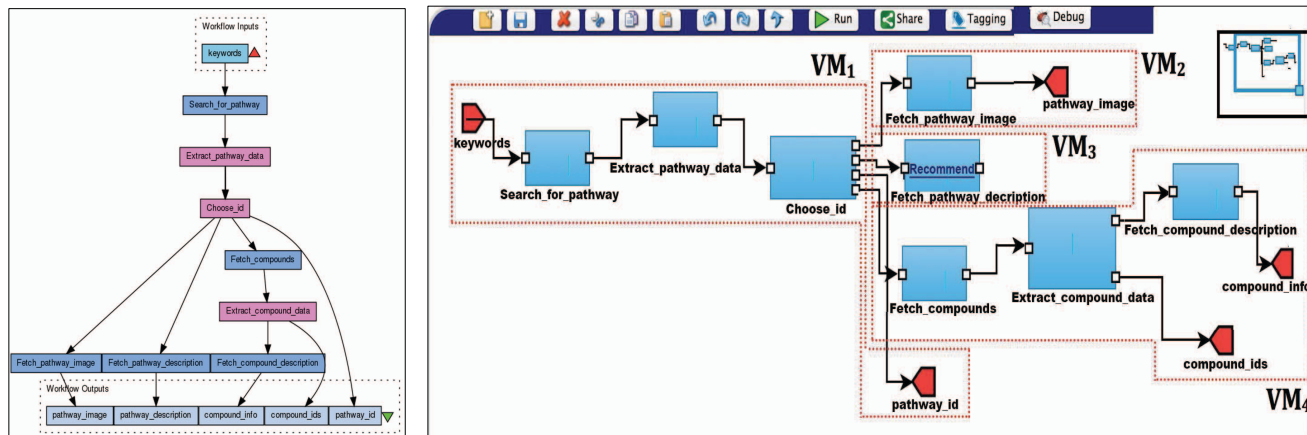 Workflow Inputs
keywords
Search_for_pathway
Extract_pathway_data
Choose_id
Fetch_compounds
Extract_compound_data
Fetch_pathway_image Fetch_pathway_description Fetch_compound_description
Workflow Outputs
pathway_image pathway_description compound_info compound_ids pathway_id
Run Share Tagging Debug
VM1
VM2
keywords
Search_for_pathway
Extract_pathway_data
Choose_id
Fetch_pathway_image
pathway_image
VM3
Recommend
Fetch_pathway_decription
Fetch_compound_description
compound_info
Fetch_compounds
Extract_compound_data
compound_ids
pathway_id
VM4